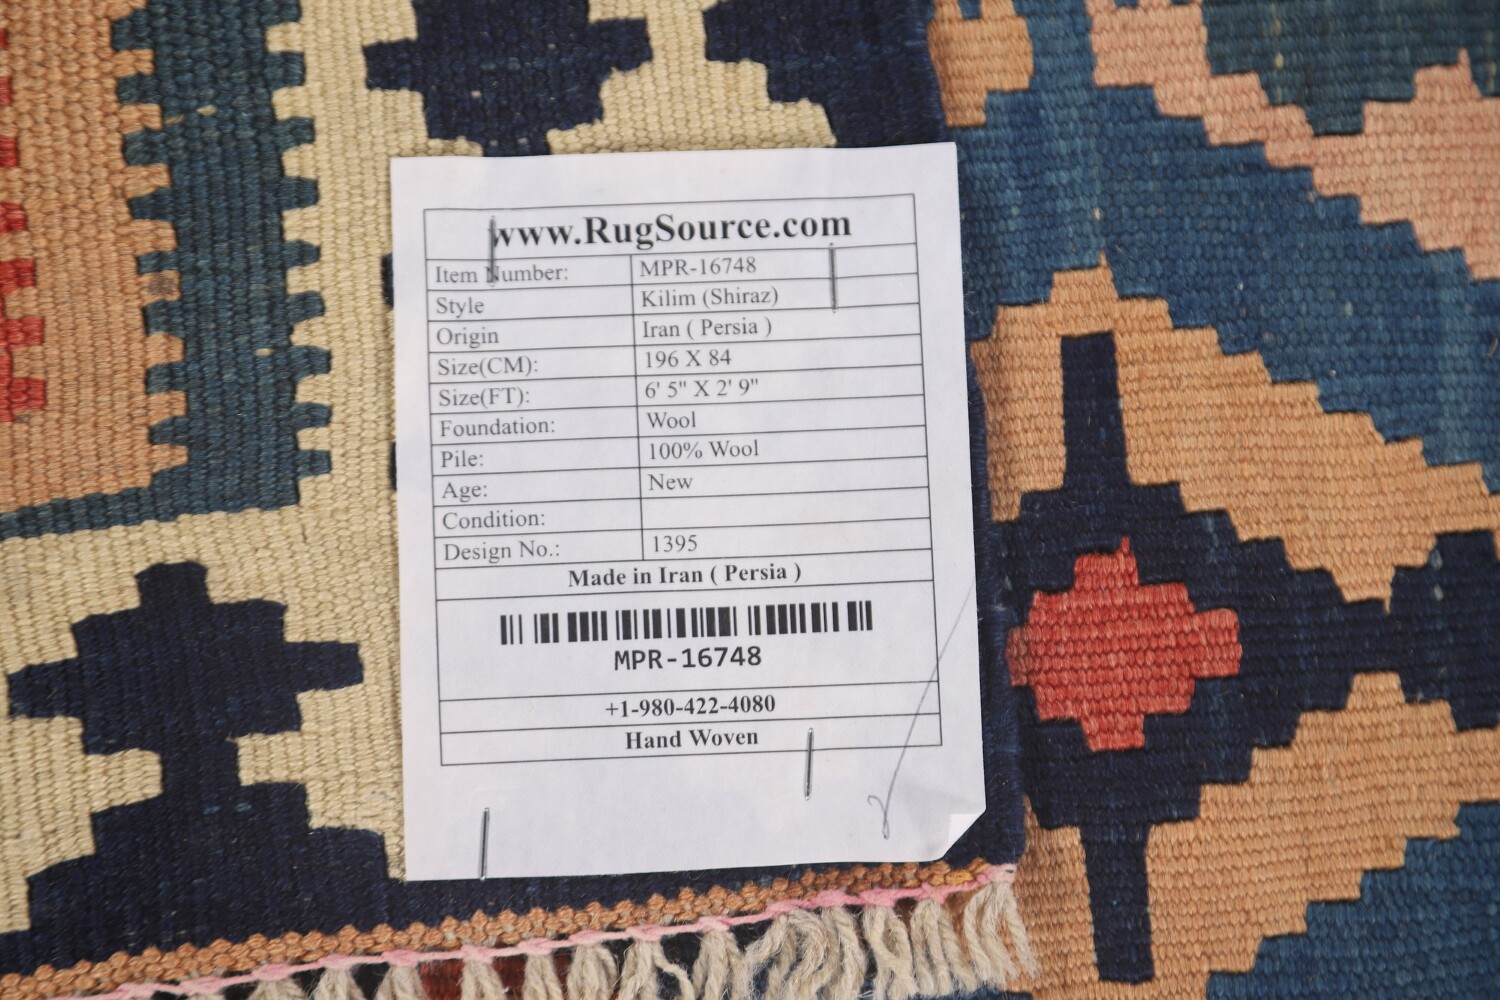 www.RugSource.com
Item Number: MPR-16748
Style Kilim (Shiraz)
Origin Iran ( Persia )
Size(CM): 196 X 84
Size(FT): 6' 5" X 2' 9"
Foundation: Wool
Pile: 100% Wool
Age: New
Condition:
Design No.: 1395
Made in Iran ( Persia )
MPR-16748
+1-980-422-4080
Hand Woven